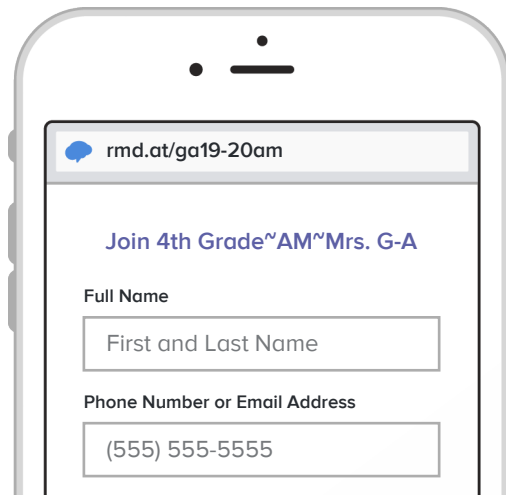 rmd.at/ga19-20am
Join 4th Grade~AM~Mrs. G-A
Full Name
First and Last Name
Phone Number or Email Address
(555) 555-5555